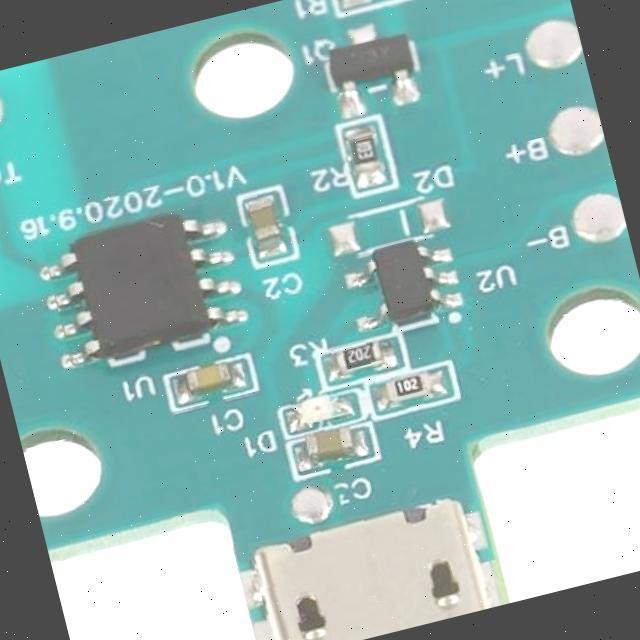 R1
Q1
L+
B+
R2
D2
V1.0-2020.9.16
B-
C2
U2
R3
202
U1
C1
102
R4
D1
C3